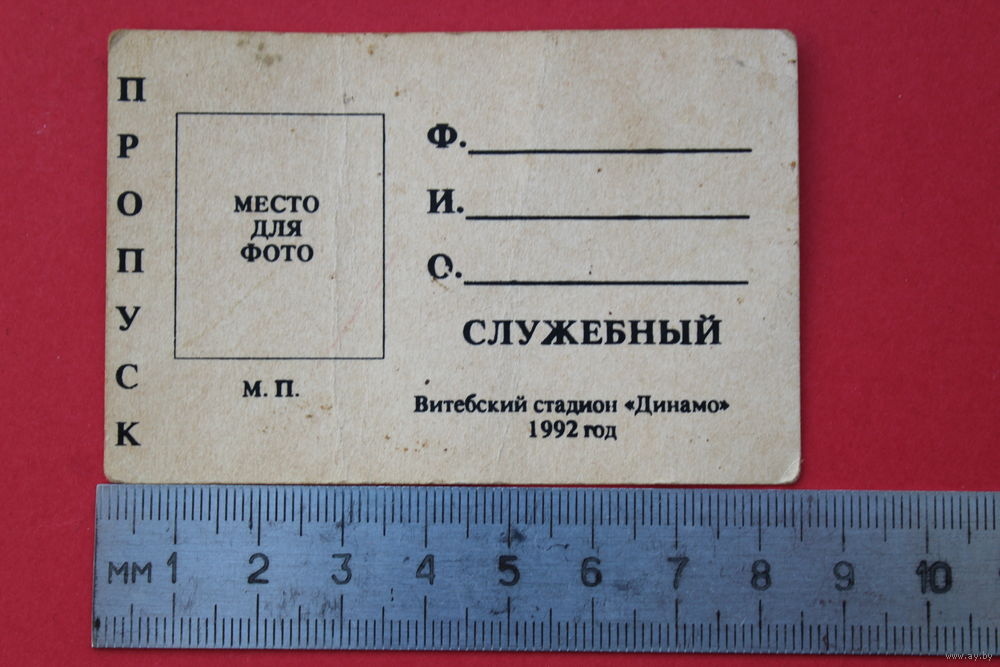 ПРОПУСК
МЕСТО
ДЛЯ
ФОТО
М. П.
Ф.
И.
О.
СЛУЖЕБНЫЙ
Витебский стадион «Динамо»
1992 год
мм 1 2 3 4 5 6 7 8 9 10
www.ay.by